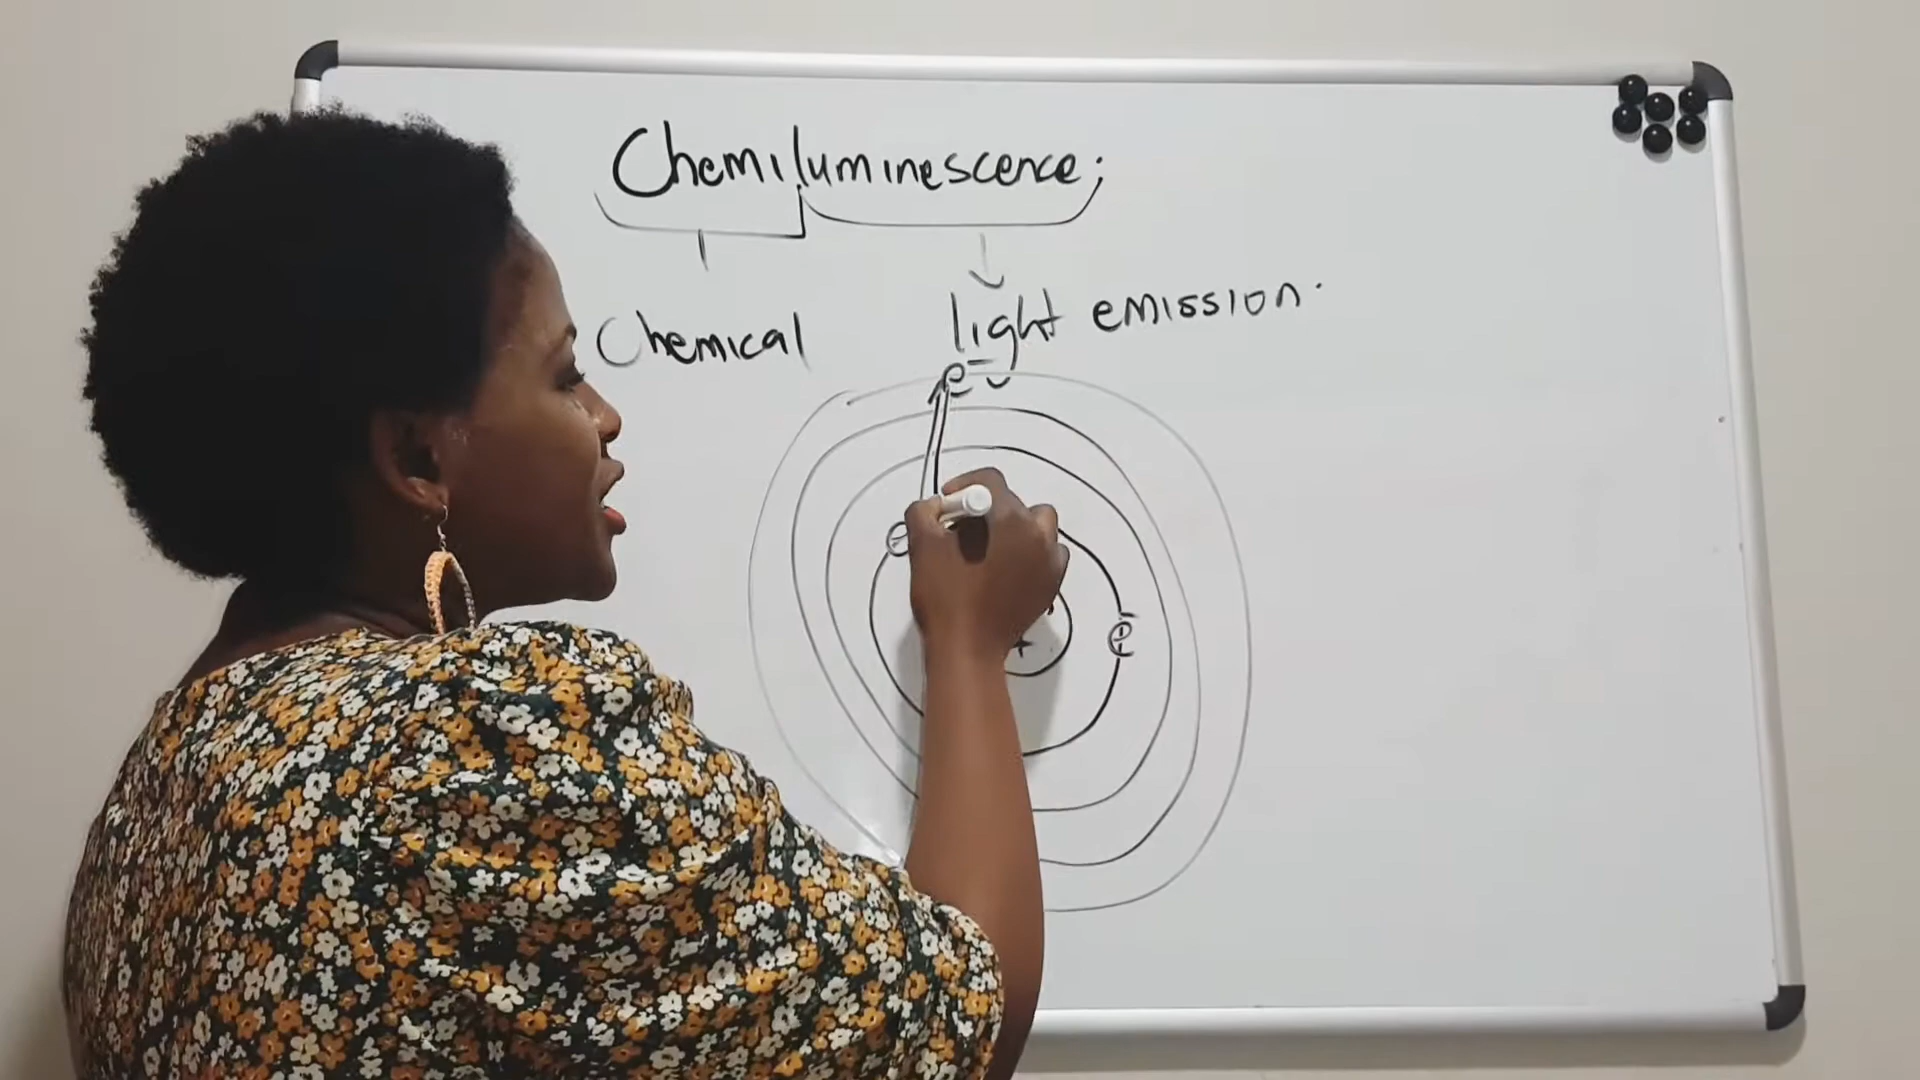 Chemiluminescence:
Chemical light emission.
e-
e
+ e